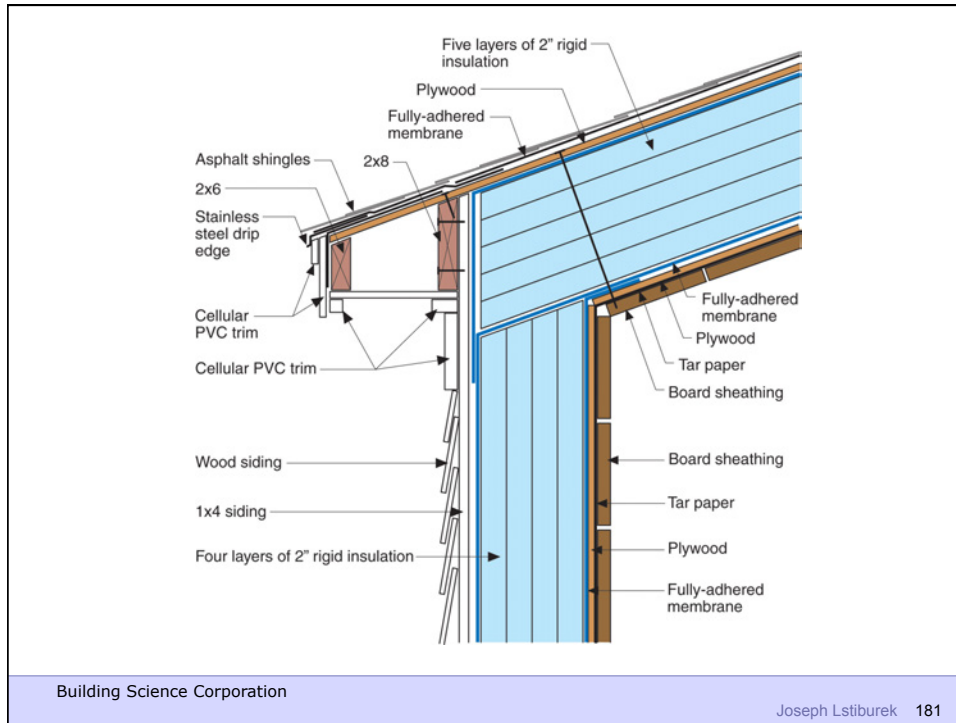 Five layers of 2” rigid
insulation
Plywood
Fully-adhered
membrane
Asphalt shingles
2x8
2x6
Stainless
steel drip
edge
Cellular
PVC trim
Cellular PVC trim
Wood siding
1x4 siding
Four layers of 2” rigid insulation
Fully-adhered
membrane
Plywood
Tar paper
Board sheathing
Board sheathing
Tar paper
Plywood
Fully-adhered
membrane
Building Science Corporation
Joseph Lstiburek 181